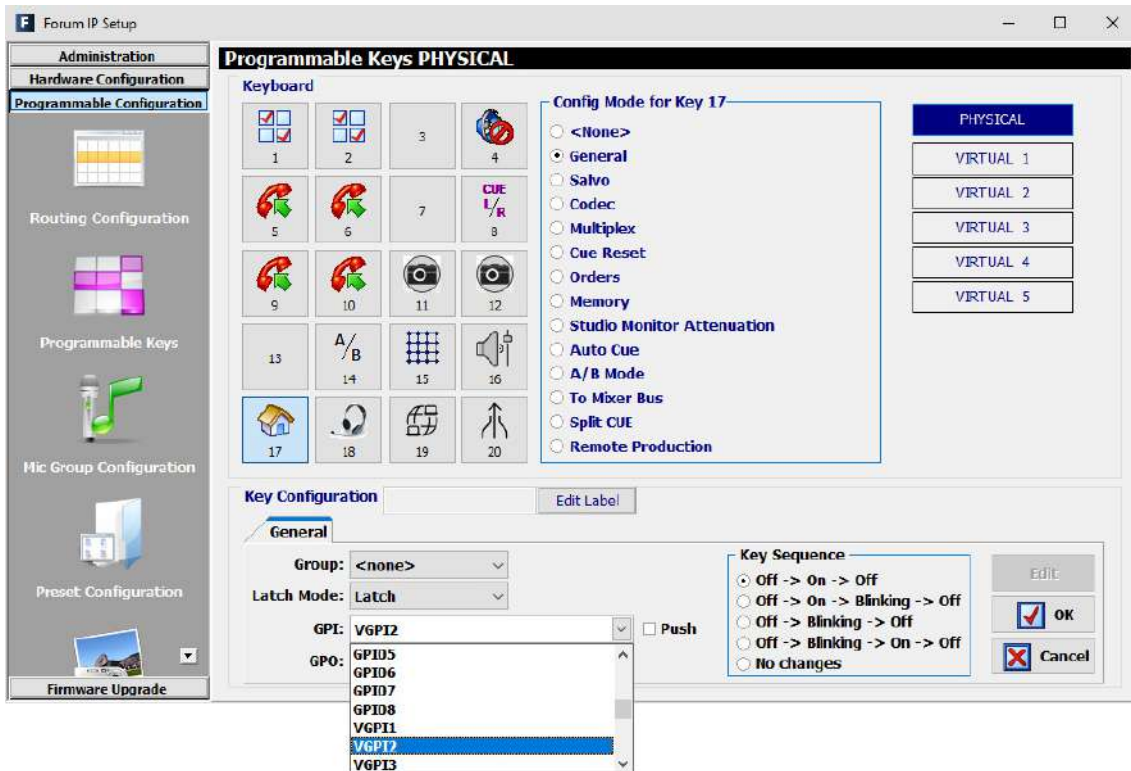 Forum IP Setup
Administration
Hardware Configuration
Programmable Configuration
Routing Configuration
Programmable Keys
Mic Group Configuration
Preset Configuration
Firmware Upgrade
Programmable Keys PHYSICAL
Keyboard
1
2
3
4
5
6
7
CUE
L/R
8
9
10
11
12
13
A/B
14
15
16
17
18
19
20
Config Mode for Key 17
<None>
General
Salvo
Codec
Multiplex
Cue Reset
Orders
Memory
Studio Monitor Attenuation
Auto Cue
A/B Mode
To Mixer Bus
Split CUE
Remote Production
PHYSICAL
VIRTUAL 1
VIRTUAL 2
VIRTUAL 3
VIRTUAL 4
VIRTUAL 5
Key Configuration
Edit Label
General
Group: <none>
Latch Mode: Latch
GPI: VGPI2
Push
GPO:
GPIO5
GPIO6
GPIO7
GPIO8
VGPI1
VGPI2
VGPI3
Key Sequence
Off -> On -> Off
Off -> On -> Blinking -> Off
Off -> Blinking -> Off
Off -> Blinking -> On -> Off
No changes
Edit
OK
Cancel